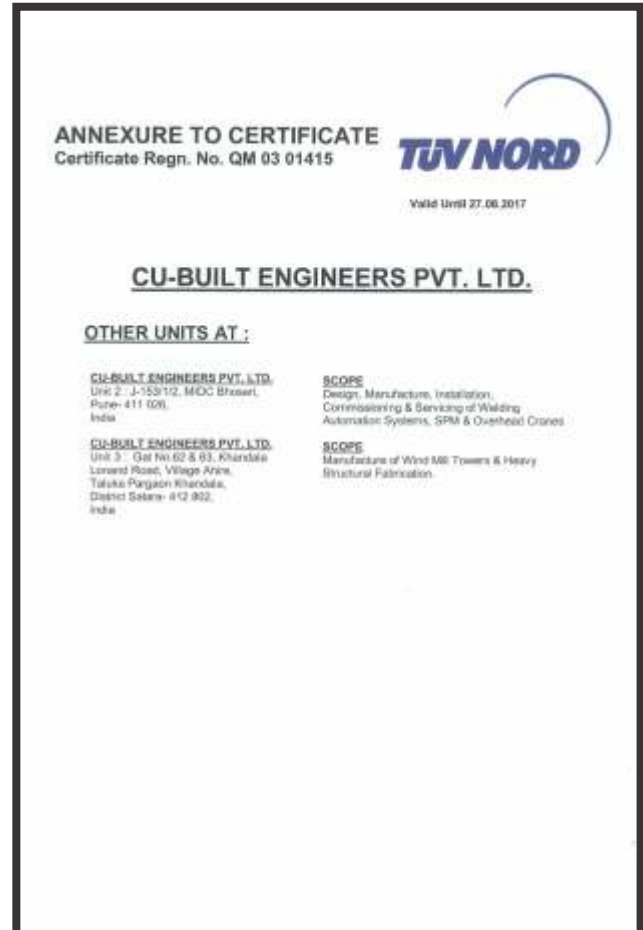 ANNEXURE TO CERTIFICATE
Certificate Regn. No. QM 03 01415
TÜV NORD
Valid Until 27.06.2017
CU-BUILT ENGINEERS PVT. LTD.
OTHER UNITS AT :
CU-BUILT ENGINEERS PVT. LTD.
Unit 2 : J-153/1/2, MIDC Bhosari,
Pune- 411 026,
India
SCOPE
Design, Manufacture, Installation,
Commissioning & Servicing of Welding
Automation Systems, SPM & Overhead Cranes
CU-BUILT ENGINEERS PVT. LTD.
Unit 3 : Gat No.62 & 63, Khandala
Lonand Road, Village Ahire,
Taluka Pargaon Khandala,
District Satara- 412 802,
India
SCOPE
Manufacture of Wind Mill Towers & Heavy
Structural Fabrication.